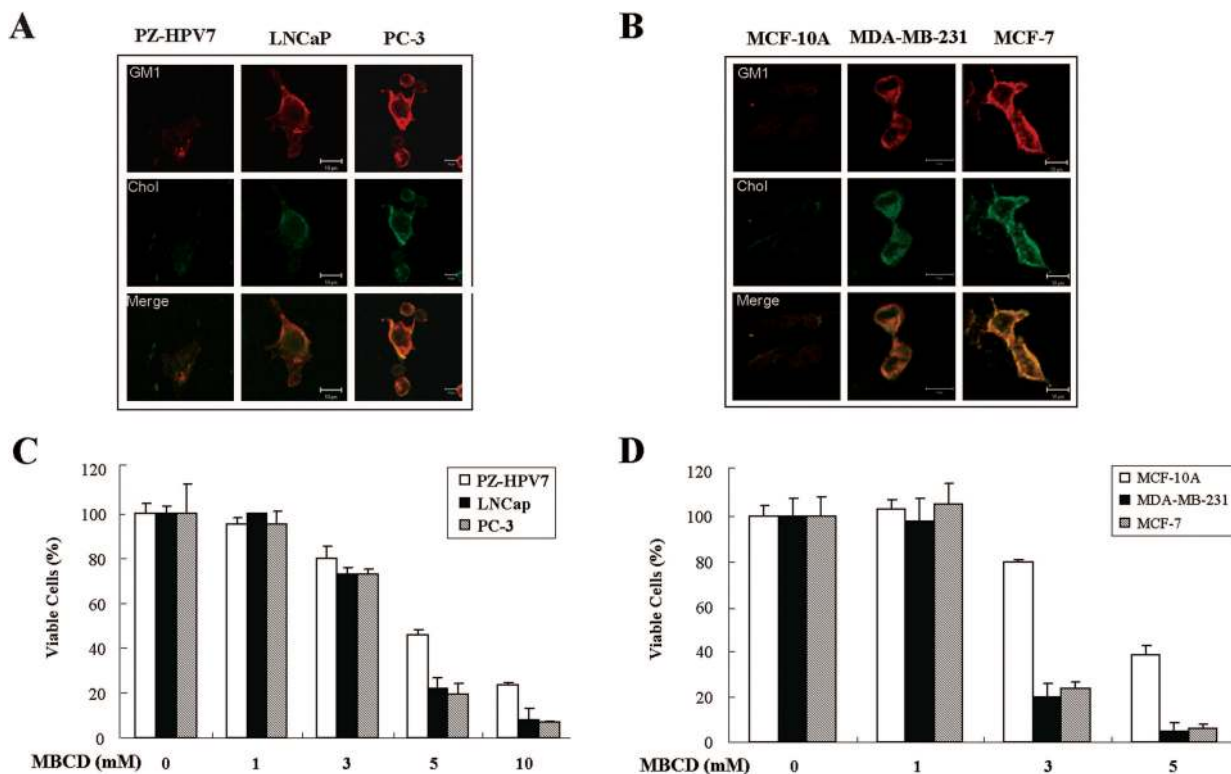 A
PZ-HPV7 LNCaP PC-3
GM1
Chol
Merge
B
MCF-10A MDA-MB-231 MCF-7
GM1
Chol
Merge
C
120
100
80
60
40
20
0
Viable Cells (%)
PZ-HPV7
LNCap
PC-3
MBCD (mM) 0 1 3 5 10
D
120
100
80
60
40
20
0
Viable Cells (%)
MCF-10A
MDA-MB-231
MCF-7
MBCD (mM) 0 1 3 5